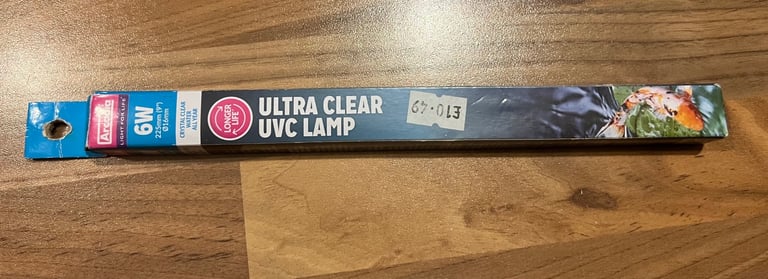 Arcadia
LIGHT FOR LIFE
6W
225mm (9")
Ø16mm
CRYSTAL CLEAR
WATER
ALL YEAR
LONGER
LIFE
ULTRA CLEAR
UVC LAMP
£10.49